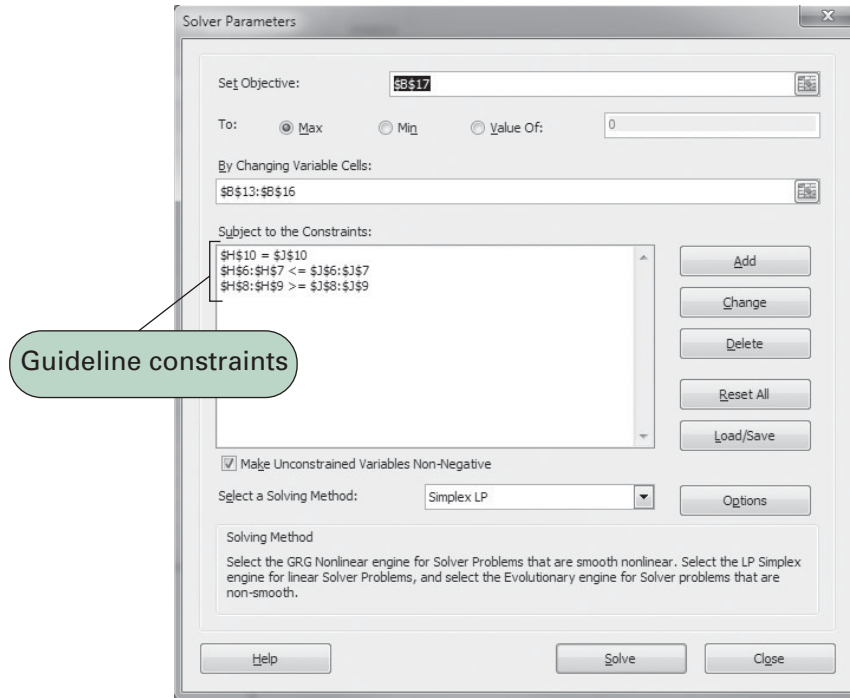 Solver Parameters
Set Objective:
$B$17
To:
Max
Min
Value Of:
0
By Changing Variable Cells:
$B$13:$B$16
Subject to the Constraints:
$H$10 = $J$10
$H$6:$H$7 <= $J$6:$J$7
$H$8:$H$9 >= $J$8:$J$9
Add
Change
Delete
Reset All
Load/Save
Guideline constraints
Make Unconstrained Variables Non-Negative
Select a Solving Method:
Simplex LP
Options
Solving Method
Select the GRG Nonlinear engine for Solver Problems that are smooth nonlinear. Select the LP Simplex
engine for linear Solver Problems, and select the Evolutionary engine for Solver problems that are
non-smooth.
Help
Solve
Close